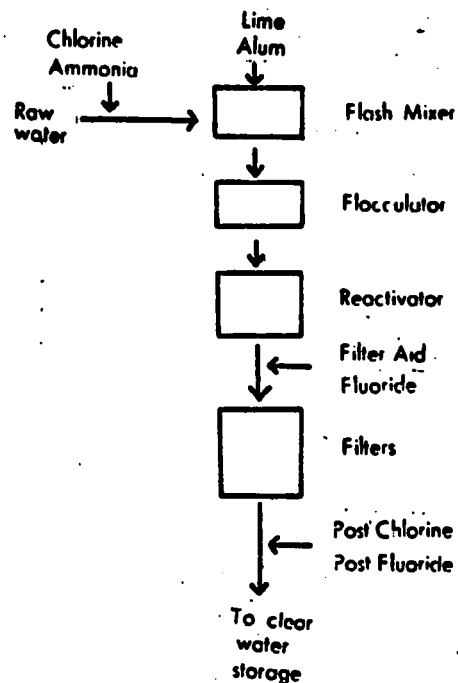 Chlorine
Ammonia
Lime
Alum
Raw
water
Flash Mixer
Flocculator
Reactivator
Filter Aid
Fluoride
Filters
Post Chlorine
Post Fluoride
To clear
water
storage